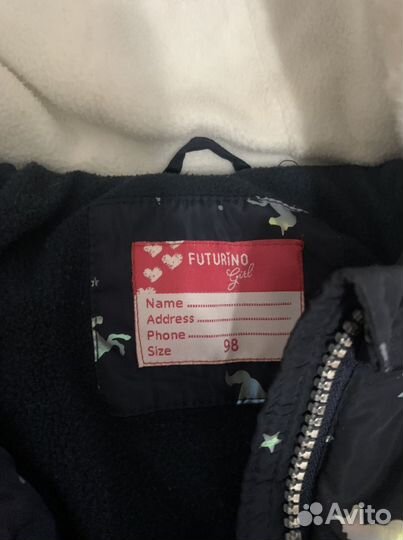 FUTURiNO
Girl
Name
Address
Phone
Size 98
Avito